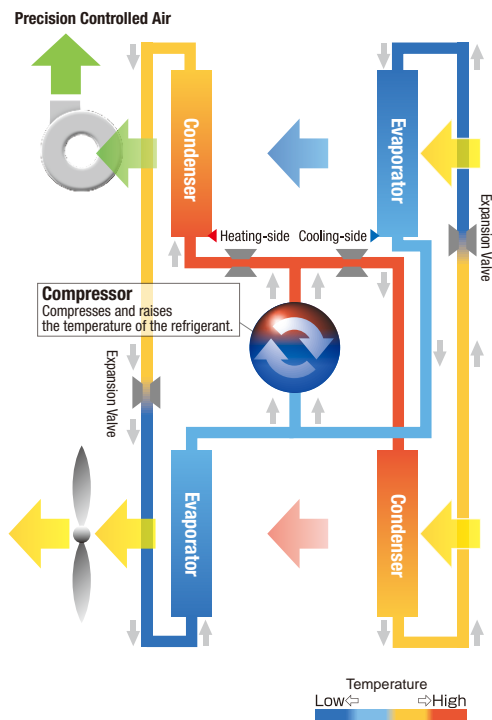 Precision Controlled Air
Condenser
Evaporator
Expansion Valve
Heating-side
Cooling-side
Compressor
Compresses and raises
the temperature of the refrigerant.
Expansion Valve
Evaporator
Condenser
Temperature
Low⇦ ⇨High